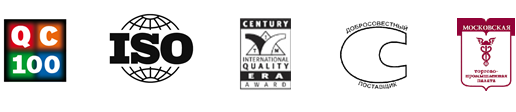 QC
100
ISO
CENTURY
INTERNATIONAL
QUALITY
ERA
AWARD
ДОБРОСОВЕСТНЫЙ
С
ПОСТАВЩИК
МОСКОВСКАЯ
торгово-
промышленная
палата